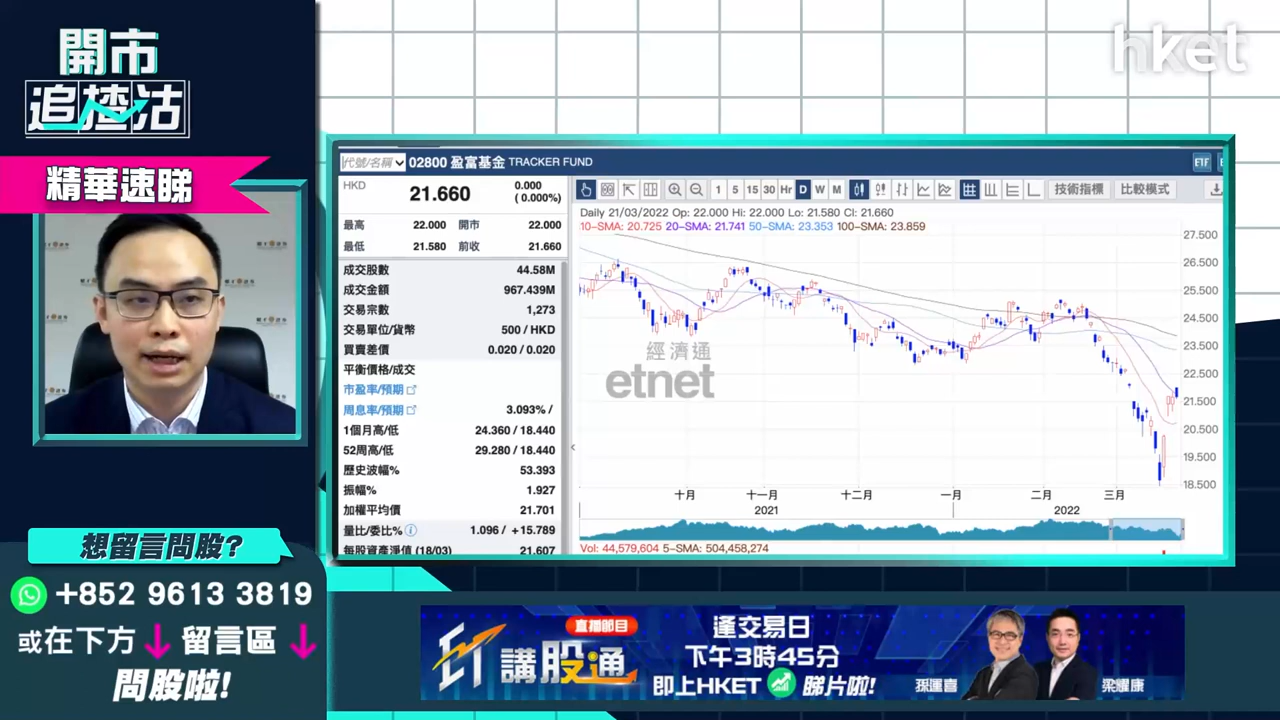 開市
追揸沽
精華速睇
hket
代號/名稱
02800 盈富基金 TRACKER FUND
ETF
HKD
21.660
0.000
( 0.000%)
最高 22.000 開市 22.000
最低 21.580 前收 21.660
成交股數 44.58M
成交金額 967.439M
交易宗數 1,273
交易單位/貨幣 500 / HKD
買賣差價 0.020 / 0.020
平衡價格/成交
市盈率/預期
周息率/預期 3.093% /
1個月高/低 24.360 / 18.440
52周高/低 29.280 / 18.440
歷史波幅% 53.393
振幅% 1.927
加權平均價 21.701
量比/委比% 1.096 / +15.789
每股資產淨值 (18/03) 21.607
1 5 15 30 Hr D W M 技術指標 比較模式
Daily 21/03/2022 Op: 22.000 Hi: 22.000 Lo: 21.580 Cl: 21.660
10-SMA: 20.725 20-SMA: 21.741 50-SMA: 23.353 100-SMA: 23.859
27.500
26.500
25.500
24.500
23.500
22.500
21.500
20.500
19.500
18.500
經濟通
etnet
十月 十一月 十二月 一月 二月 三月
2021 2022
Vol: 44,579,604 5-SMA: 504,458,274
想留言問股?
+852 9613 3819
或在下方 留言區
問股啦!
ET 講股通
直播節目
逢交易日
下午3時45分
即上HKET 睇片啦!
孫運喜
梁耀康